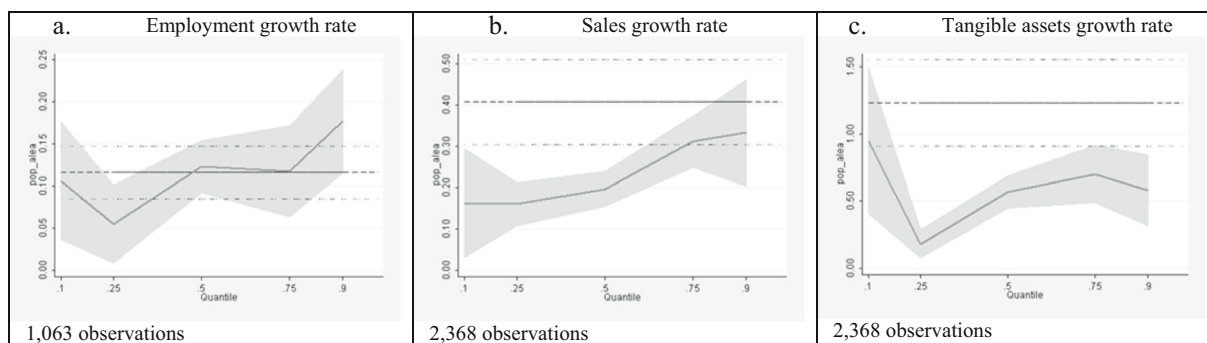 a. Employment growth rate
0.25
0.20
0.15
0.10
0.05
0.00
pop_alea
.1 .25 .5 .75 .9
Quantile
1,063 observations
b. Sales growth rate
0.50
0.40
0.30
0.20
0.10
0.00
pop_alea
.1 .25 .5 .75 .9
Quantile
2,368 observations
c. Tangible assets growth rate
1.50
1.00
0.50
0.00
pop_alea
.1 .25 .5 .75 .9
Quantile
2,368 observations